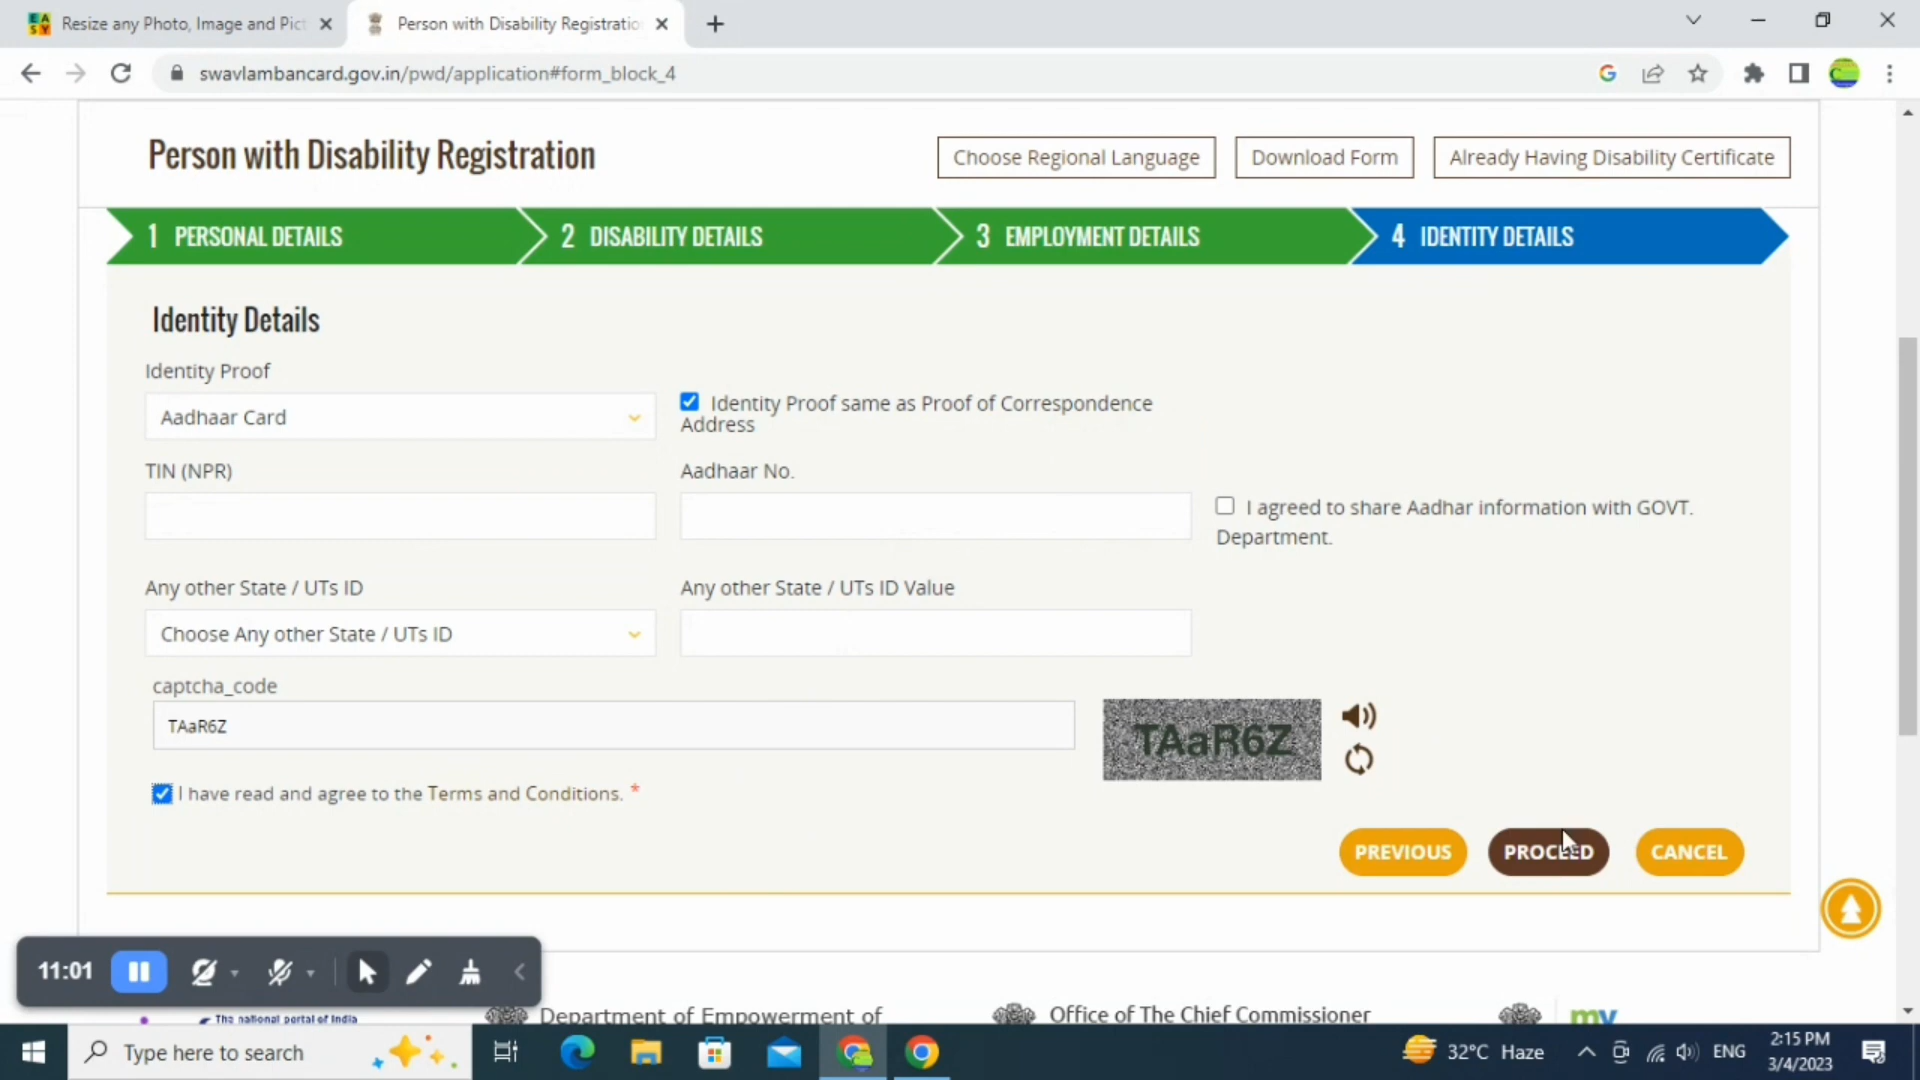 Resize any Photo, Image and Pict
Person with Disability Registratio
swavlambancard.gov.in/pwd/application#form_block_4
Person with Disability Registration
Choose Regional Language
Download Form
Already Having Disability Certificate
1 PERSONAL DETAILS
2 DISABILITY DETAILS
3 EMPLOYMENT DETAILS
4 IDENTITY DETAILS
Identity Details
Identity Proof
Aadhaar Card
Identity Proof same as Proof of Correspondence
Address
TIN (NPR)
Aadhaar No.
I agreed to share Aadhar information with GOVT.
Department.
Any other State / UTs ID
Any other State / UTs ID Value
Choose Any other State / UTs ID
captcha_code
TAaR6Z
TAaR6Z
I have read and agree to the Terms and Conditions. *
PREVIOUS
PROCEED
CANCEL
11:01
The national portal of India
Department of Empowerment of
Office of The Chief Commissioner
my
Type here to search
32°C Haze
ENG
2:15 PM
3/4/2023